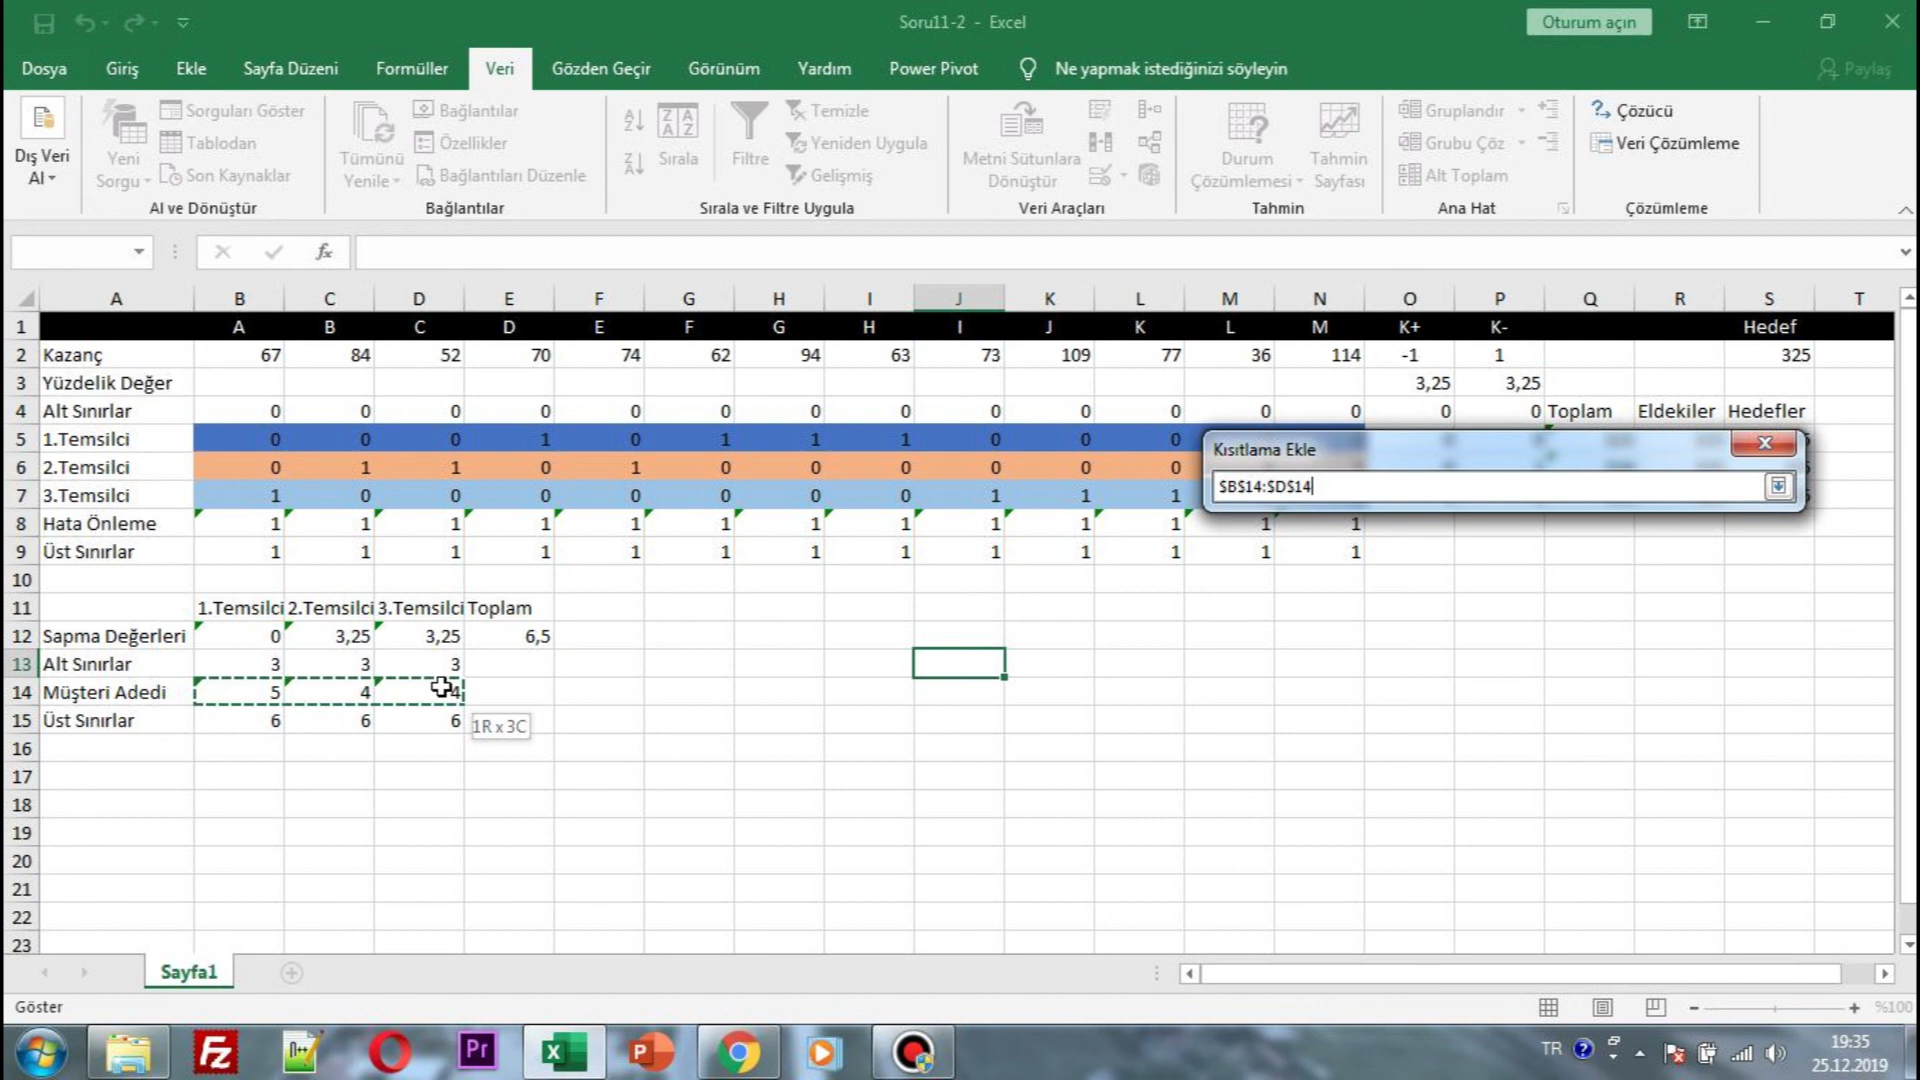 Soru11-2 - Excel
Oturum açın
Dosya Giriş Ekle Sayfa Düzeni Formüller Veri Gözden Geçir Görünüm Yardım Power Pivot Ne yapmak istediğinizi söyleyin Paylaş
Dış Veri Al
Yeni Sorgu
Sorguları Göster
Tablodan
Son Kaynaklar
Al ve Dönüştür
Tümünü Yenile
Bağlantılar
Özellikler
Bağlantıları Düzenle
Bağlantılar
Sırala
Filtre
Temizle
Yeniden Uygula
Gelişmiş
Sırala ve Filtre Uygula
Metni Sütunlara Dönüştür
Veri Araçları
Durum Çözümlemesi
Tahmin Sayfası
Tahmin
Gruplandır
Grubu Çöz
Alt Toplam
Ana Hat
Çözücü
Veri Çözümleme
Çözümleme
fx
A B C D E F G H I J K L M N O P Q R S T
1 A B C D E F G H I J K L M K+ K- Hedef
2 Kazanç 67 84 52 70 74 62 94 63 73 109 77 36 114 -1 1 325
3 Yüzdelik Değer 3,25 3,25
4 Alt Sınırlar 0 0 0 0 0 0 0 0 0 0 0 0 0 0 0 Toplam Eldekiler Hedefler
5 1.Temsilci 0 0 0 1 0 1 1 1 0 0 0
6 2.Temsilci 0 1 1 0 1 0 0 0 0 0 0
7 3.Temsilci 1 0 0 0 0 0 0 0 1 1 1
Kısıtlama Ekle
$B$14:$D$14
8 Hata Önleme 1 1 1 1 1 1 1 1 1 1 1 1 1
9 Üst Sınırlar 1 1 1 1 1 1 1 1 1 1 1 1 1
10
11 1.Temsilci 2.Temsilci 3.Temsilci Toplam
12 Sapma Değerleri 0 3,25 3,25 6,5
13 Alt Sınırlar 3 3 3
14 Müşteri Adedi 5 4 4
15 Üst Sınırlar 6 6 6
1R x 3C
16
17
18
19
20
21
22
23
Sayfa1
Göster
%100
TR
19:35
25.12.2019